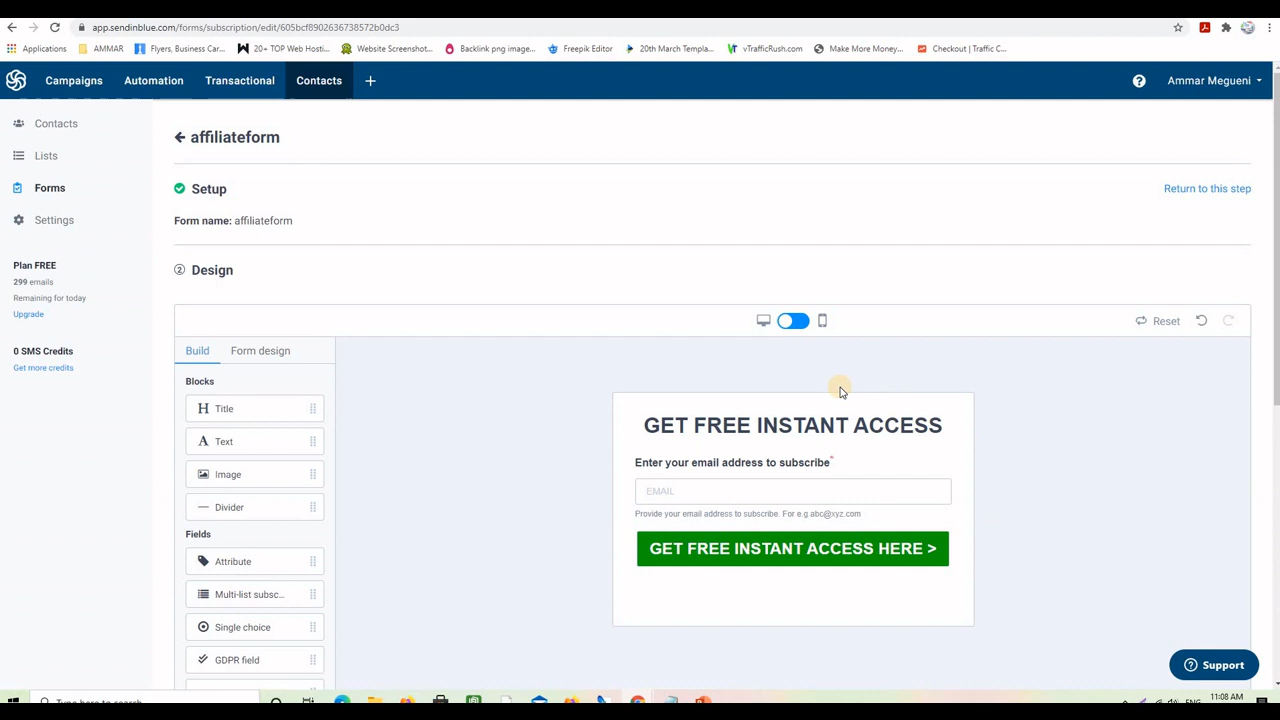 app.sendinblue.com/forms/subscription/edit/605bcf8902636738572b0dc3
Applications
AMMAR
Flyers, Business Car...
20+ TOP Web Hosti...
Website Screenshot...
Backlink png image...
Freepik Editor
20th March Templa...
vTrafficRush.com
Make More Money...
Checkout | Traffic C...
Campaigns
Automation
Transactional
Contacts
+
?
Ammar Megueni
Contacts
Lists
Forms
Settings
Plan FREE
299 emails
Remaining for today
Upgrade
0 SMS Credits
Get more credits
affiliateform
Setup
Return to this step
Form name: affiliateform
2 Design
Reset
Build
Form design
Blocks
H Title
A Text
Image
Divider
Fields
Attribute
Multi-list subsc...
Single choice
GDPR field
GET FREE INSTANT ACCESS
Enter your email address to subscribe*
EMAIL
Provide your email address to subscribe. For e.g abc@xyz.com
GET FREE INSTANT ACCESS HERE >
? Support
Type here to search
ENG
11:08 AM